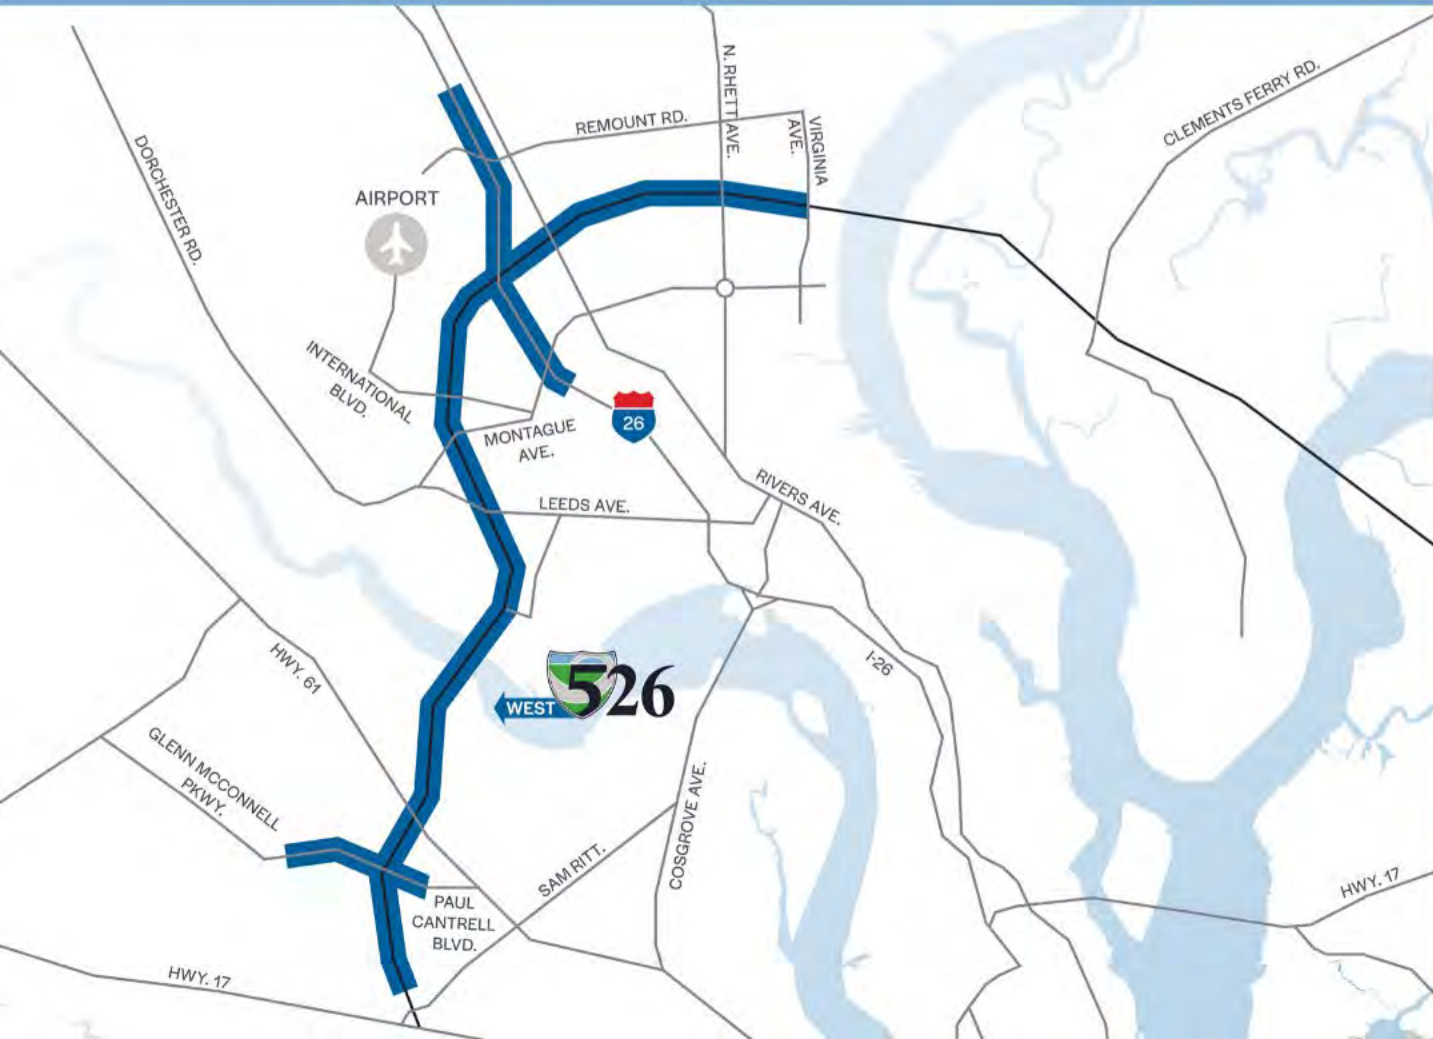 N. RHETT AVE.
CLEMENTS FERRY RD.
REMOUNT RD.
VIRGINIA
AVE.
DORCHESTER RD.
AIRPORT
INTERNATIONAL
BLVD.
26
MONTAGUE
AVE.
RIVERS AVE.
LEEDS AVE.
HWY. 61
I-26
WEST
526
GLENN MCCONNELL
PKWY.
COSGROVE AVE.
SAM RITT.
HWY. 17
PAUL
CANTRELL
BLVD.
HWY. 17